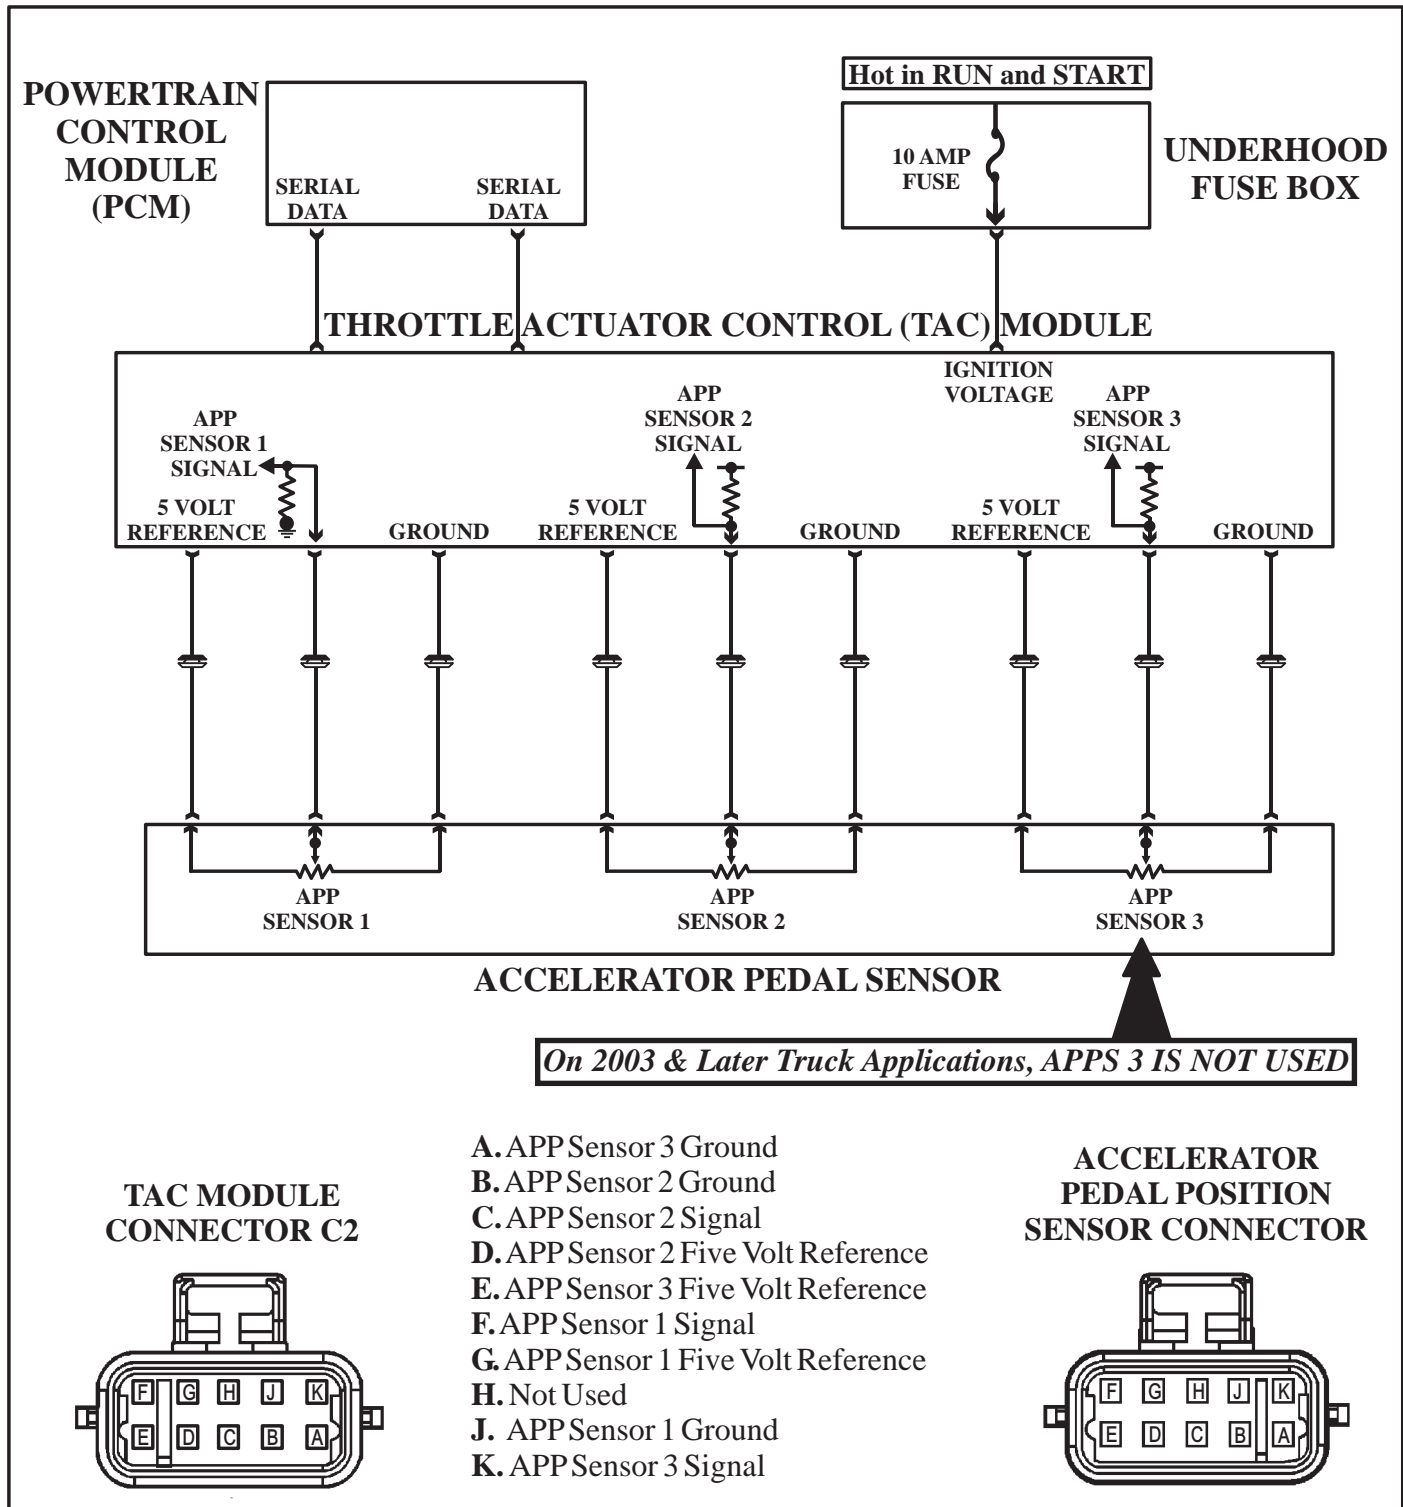 POWERTRAIN
CONTROL
MODULE
(PCM)
SERIAL
DATA
SERIAL
DATA
Hot in RUN and START
10 AMP
FUSE
UNDERHOOD
FUSE BOX
THROTTLE ACTUATOR CONTROL (TAC) MODULE
IGNITION
VOLTAGE
APP
SENSOR 1
SIGNAL
5 VOLT
REFERENCE
GROUND
APP
SENSOR 2
SIGNAL
5 VOLT
REFERENCE
GROUND
APP
SENSOR 3
SIGNAL
5 VOLT
REFERENCE
GROUND
APP
SENSOR 1
APP
SENSOR 2
APP
SENSOR 3
ACCELERATOR PEDAL SENSOR
On 2003 & Later Truck Applications, APPS 3 IS NOT USED
TAC MODULE
CONNECTOR C2
F G H J K
E D C B A
A. APP Sensor 3 Ground
B. APP Sensor 2 Ground
C. APP Sensor 2 Signal
D. APP Sensor 2 Five Volt Reference
E. APP Sensor 3 Five Volt Reference
F. APP Sensor 1 Signal
G. APP Sensor 1 Five Volt Reference
H. Not Used
J. APP Sensor 1 Ground
K. APP Sensor 3 Signal
ACCELERATOR
PEDAL POSITION
SENSOR CONNECTOR
F G H J K
E D C B A